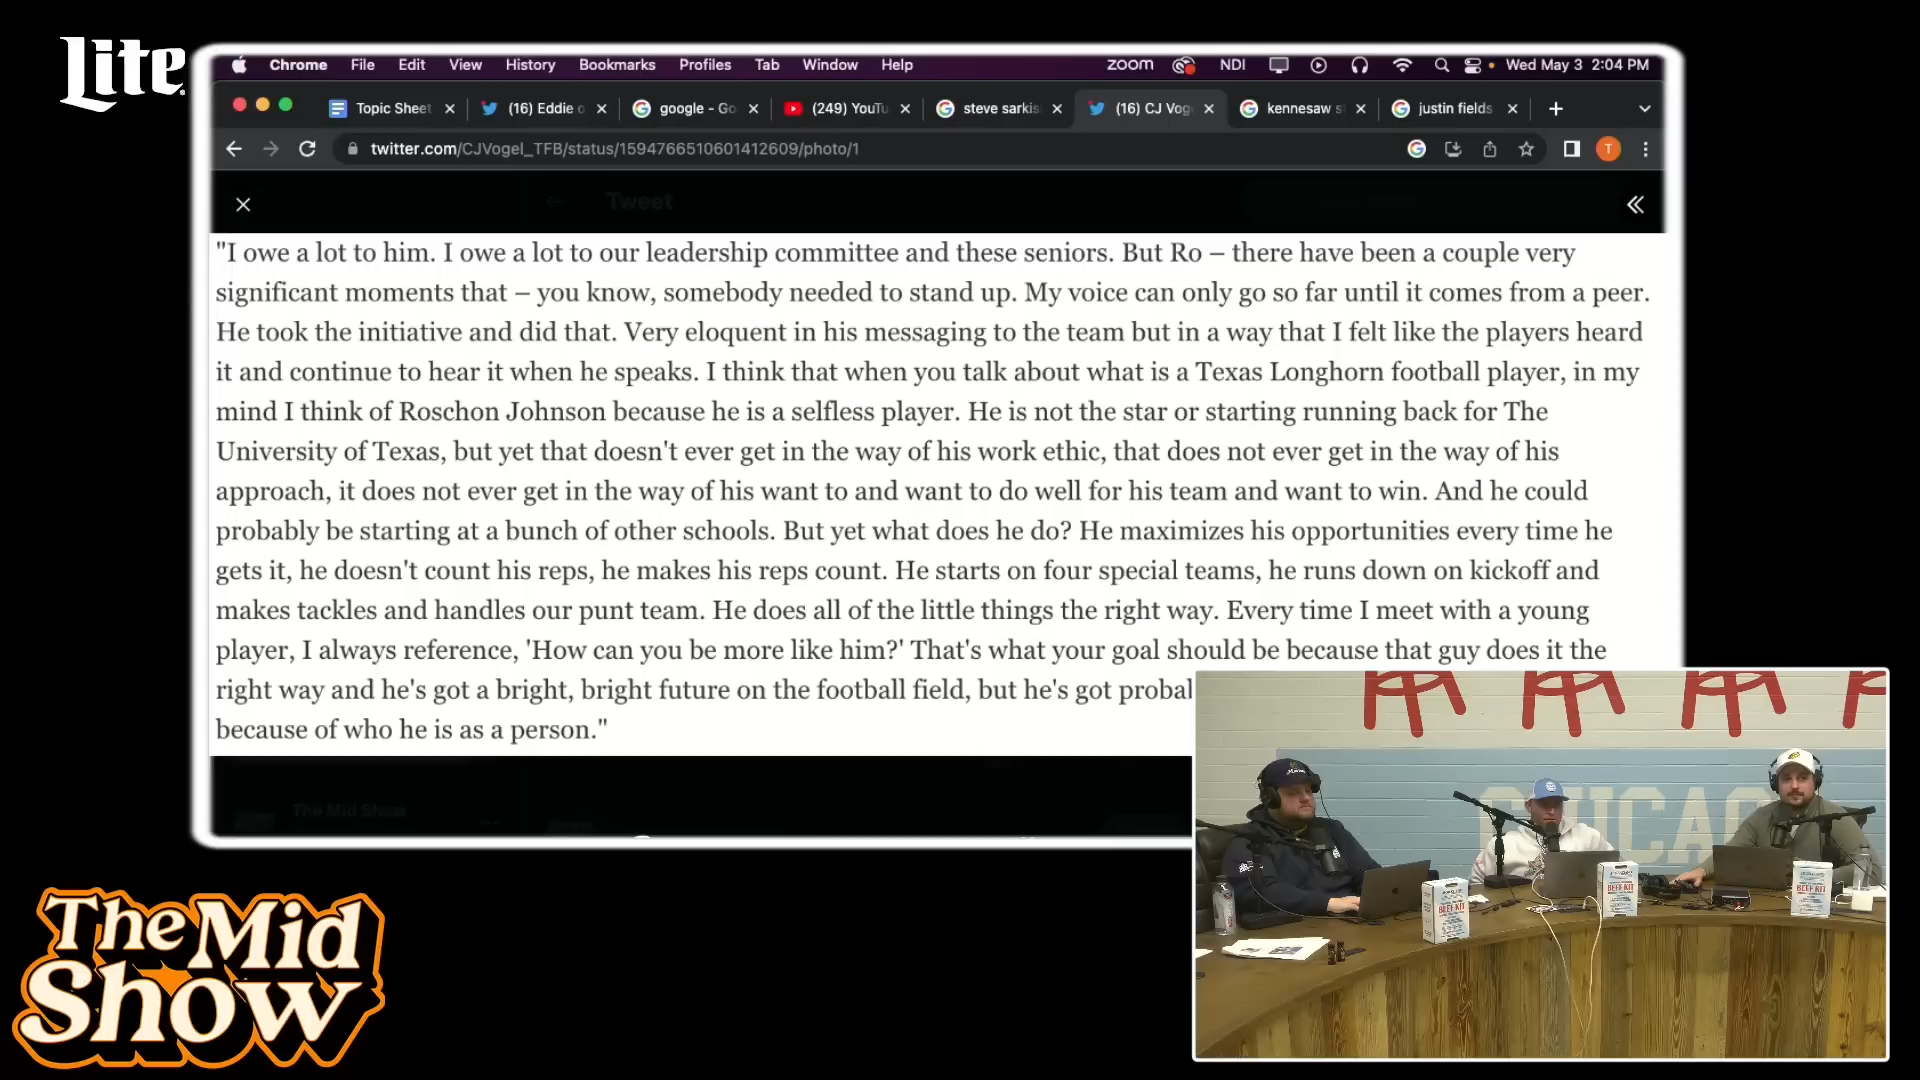 Lite
Chrome File Edit View History Bookmarks Profiles Tab Window Help zoom NDI Wed May 3 2:04 PM
Topic Sheet (16) Eddie google - Go (249) YouTu steve sarkis (16) CJ Vog kennesaw s justin fields
twitter.com/CJVogel_TFB/status/1594766510601412609/photo/1 T
Tweet
"I owe a lot to him. I owe a lot to our leadership committee and these seniors. But Ro – there have been a couple very
significant moments that – you know, somebody needed to stand up. My voice can only go so far until it comes from a peer.
He took the initiative and did that. Very eloquent in his messaging to the team but in a way that I felt like the players heard
it and continue to hear it when he speaks. I think that when you talk about what is a Texas Longhorn football player, in my
mind I think of Roschon Johnson because he is a selfless player. He is not the star or starting running back for The
University of Texas, but yet that doesn't ever get in the way of his work ethic, that does not ever get in the way of his
approach, it does not ever get in the way of his want to and want to do well for his team and want to win. And he could
probably be starting at a bunch of other schools. But yet what does he do? He maximizes his opportunities every time he
gets it, he doesn't count his reps, he makes his reps count. He starts on four special teams, he runs down on kickoff and
makes tackles and handles our punt team. He does all of the little things the right way. Every time I meet with a young
player, I always reference, 'How can you be more like him?' That's what your goal should be because that guy does it the
right way and he's got a bright, bright future on the football field, but he's got probal
because of who he is as a person."
The Mid Show
CHICAG
BEEF KIT
BEEF KIT
BEEF KIT
The Mid
Show